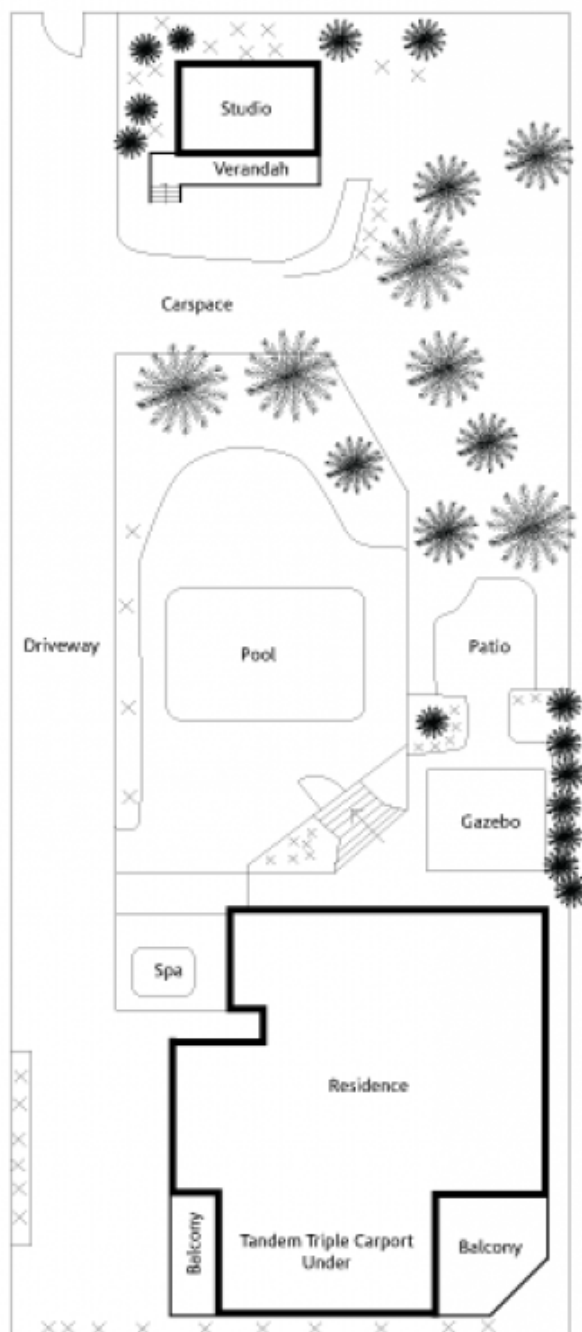 Studio
Verandah
Carspace
Driveway
Pool
Patio
Gazebo
Spa
Residence
Balcony
Tandem Triple Carport
Under
Balcony